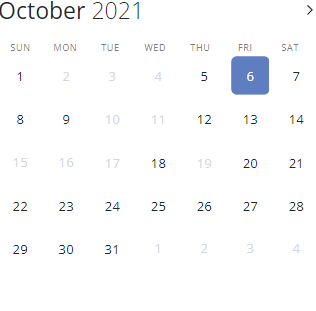 October 2021
SUN MON TUE WED THU FRI SAT
1 2 3 4 5 6 7
8 9 10 11 12 13 14
15 16 17 18 19 20 21
22 23 24 25 26 27 28
29 30 31 1 2 3 4